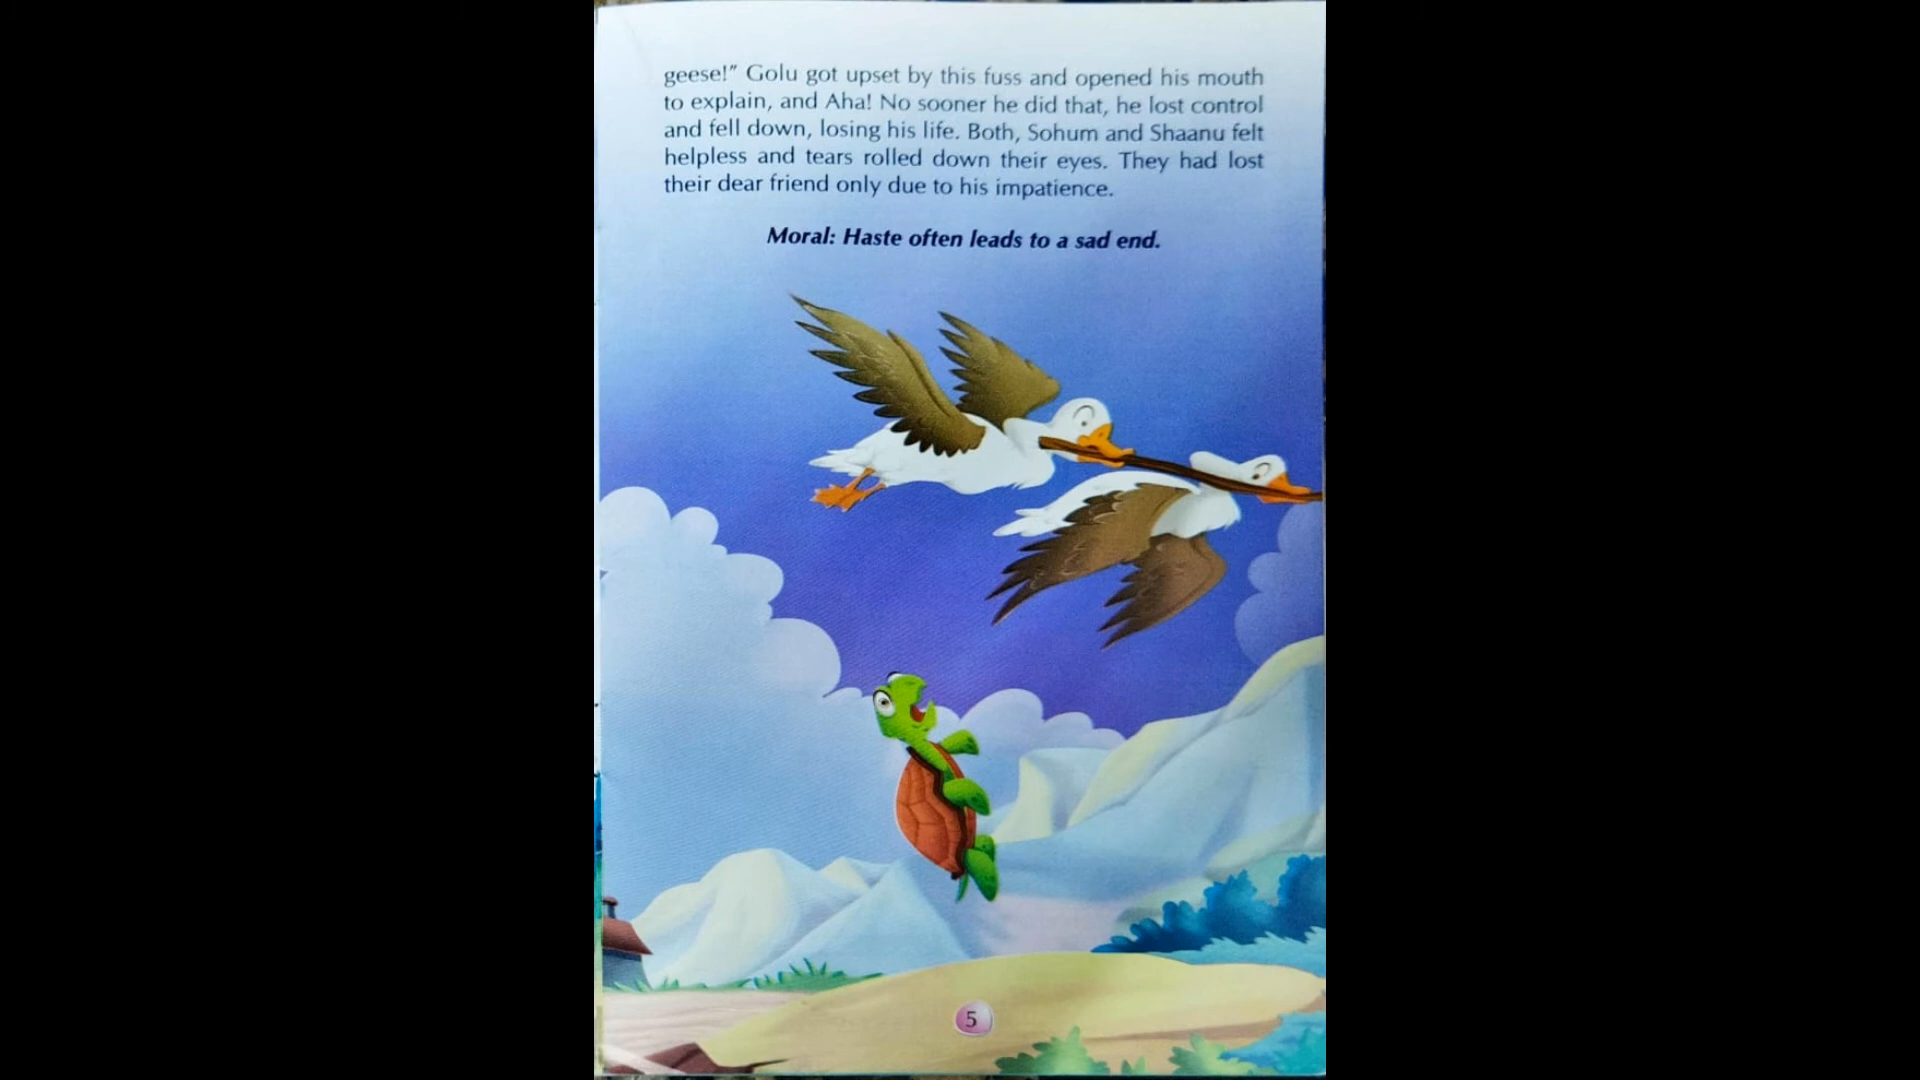 geese!” Golu got upset by this fuss and opened his mouth
to explain, and Aha! No sooner he did that, he lost control
and fell down, losing his life. Both, Sohum and Shaanu felt
helpless and tears rolled down their eyes. They had lost
their dear friend only due to his impatience.
Moral: Haste often leads to a sad end.
5